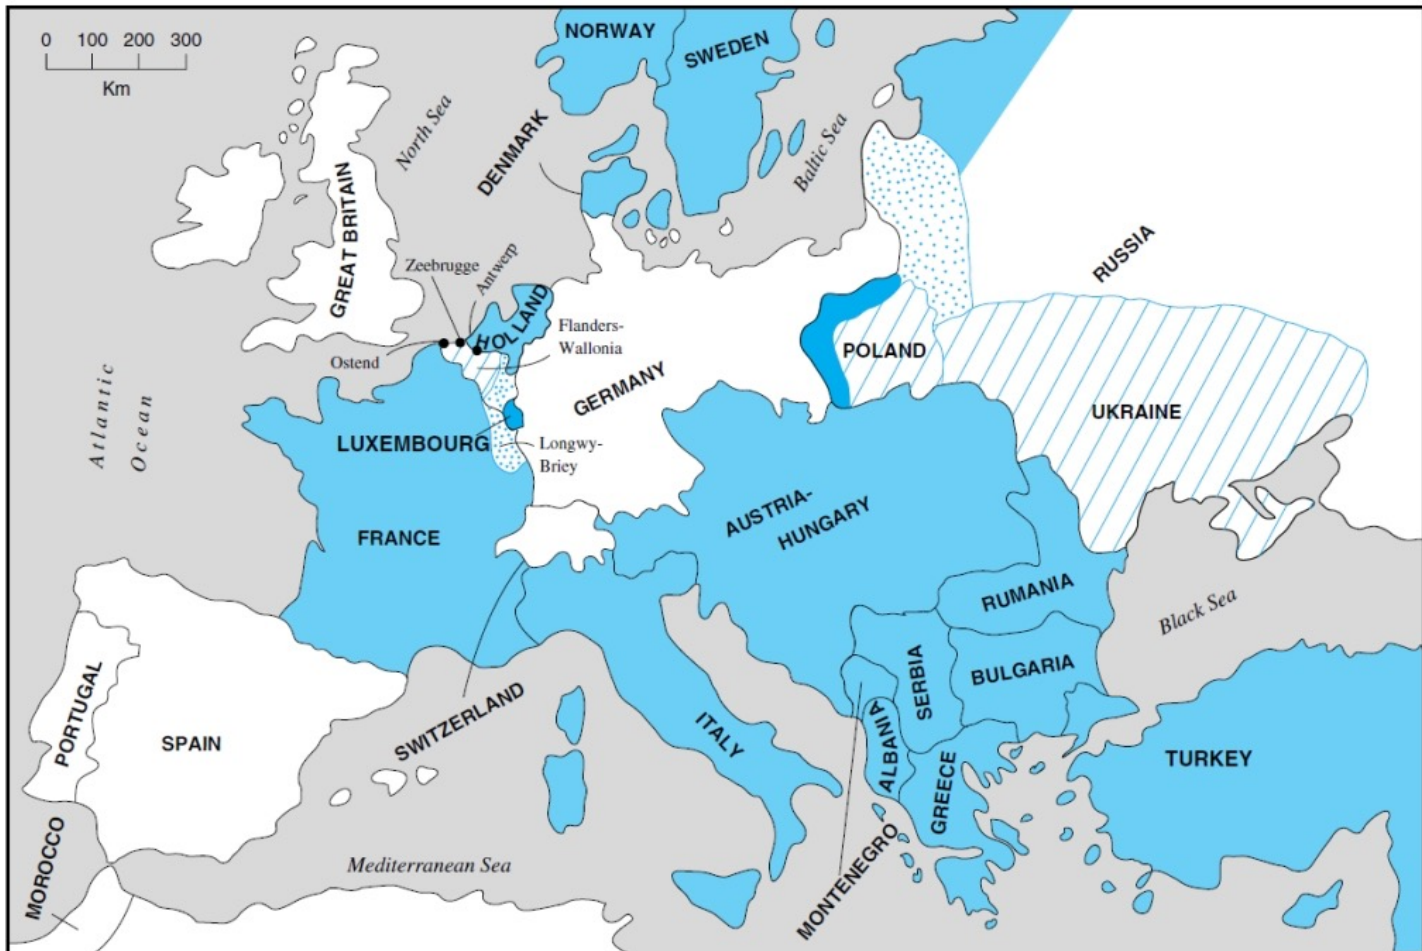 0 100 200 300
Km
NORWAY
SWEDEN
North Sea
DENMARK
Baltic Sea
GREAT BRITAIN
RUSSIA
Zeebrugge
Antwerp
HOLLAND
Flanders-
Wallonia
Ostend
POLAND
GERMANY
Atlantic
Ocean
UKRAINE
LUXEMBOURG
Longwy-
Briey
AUSTRIA-
HUNGARY
FRANCE
RUMANIA
Black Sea
BULGARIA
SERBIA
PORTUGAL
SPAIN
SWITZERLAND
ITALY
ALBANIA
GREECE
TURKEY
MONTENEGRO
MOROCCO
Mediterranean Sea